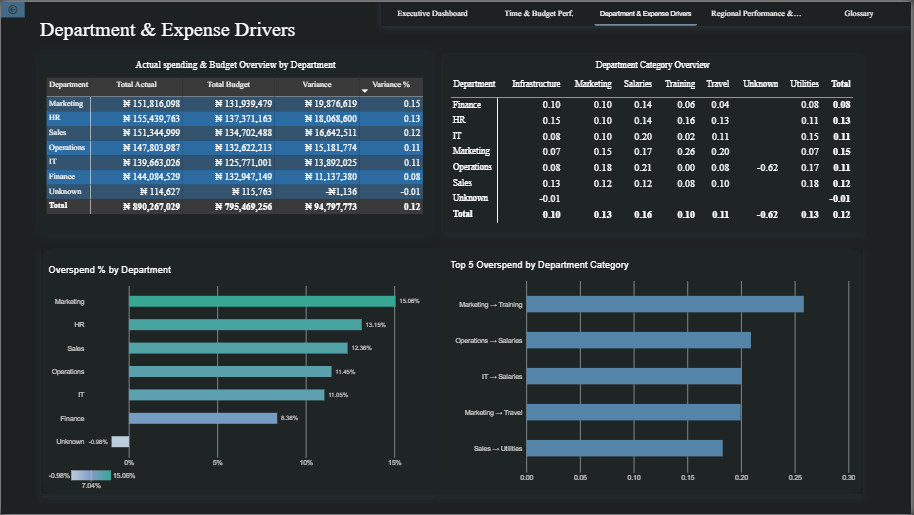 Executive Dashboard Time & Budget Perf. Department & Expense Drivers Regional Performance &... Glossary
Department & Expense Drivers
Actual spending & Budget Overview by Department
Department Total Actual Total Budget Variance Variance %
Marketing ₦ 151,816,098 ₦ 131,939,479 ₦ 19,876,619 0.15
HR ₦ 155,439,763 ₦ 137,371,163 ₦ 18,068,600 0.13
Sales ₦ 151,344,999 ₦ 134,702,488 ₦ 16,642,511 0.12
Operations ₦ 147,803,987 ₦ 132,622,213 ₦ 15,181,774 0.11
IT ₦ 139,663,026 ₦ 125,771,001 ₦ 13,892,025 0.11
Finance ₦ 144,084,529 ₦ 132,947,149 ₦ 11,137,380 0.08
Unknown ₦ 114,627 ₦ 115,763 -₦1,136 -0.01
Total ₦ 890,267,029 ₦ 795,469,256 ₦ 94,797,773 0.12
Department Category Overview
Department Infrastructure Marketing Salaries Training Travel Unknown Utilities Total
Finance 0.10 0.10 0.14 0.06 0.04 0.08 0.08
HR 0.15 0.10 0.14 0.16 0.13 0.11 0.13
IT 0.08 0.10 0.20 0.02 0.11 0.15 0.11
Marketing 0.07 0.15 0.17 0.26 0.20 0.07 0.15
Operations 0.08 0.18 0.21 0.00 0.08 -0.62 0.17 0.11
Sales 0.13 0.12 0.12 0.08 0.10 0.18 0.12
Unknown -0.01 -0.01
Total 0.10 0.13 0.16 0.10 0.11 -0.62 0.13 0.12
Overspend % by Department
Marketing 15.06%
HR 13.15%
Sales 12.36%
Operations 11.45%
IT 11.05%
Finance 8.38%
Unknown -0.98%
0% 5% 10% 15%
-0.98% 15.06%
7.04%
Top 5 Overspend by Department Category
Marketing → Training
Operations → Salaries
IT → Salaries
Marketing → Travel
Sales → Utilities
0.00 0.05 0.10 0.15 0.20 0.25 0.30